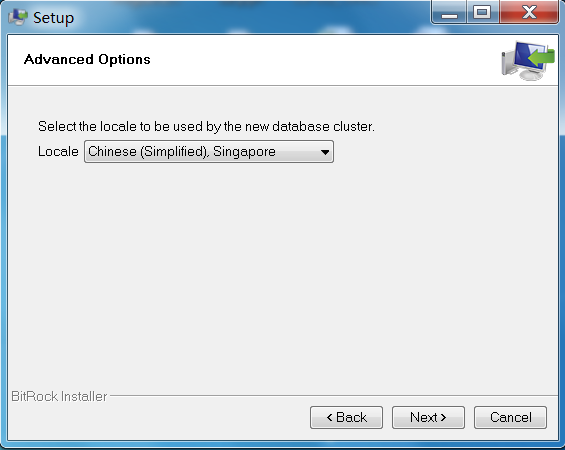 Setup
Advanced Options
Select the locale to be used by the new database cluster.
Locale Chinese (Simplified), Singapore
BitRock Installer
< Back Next > Cancel